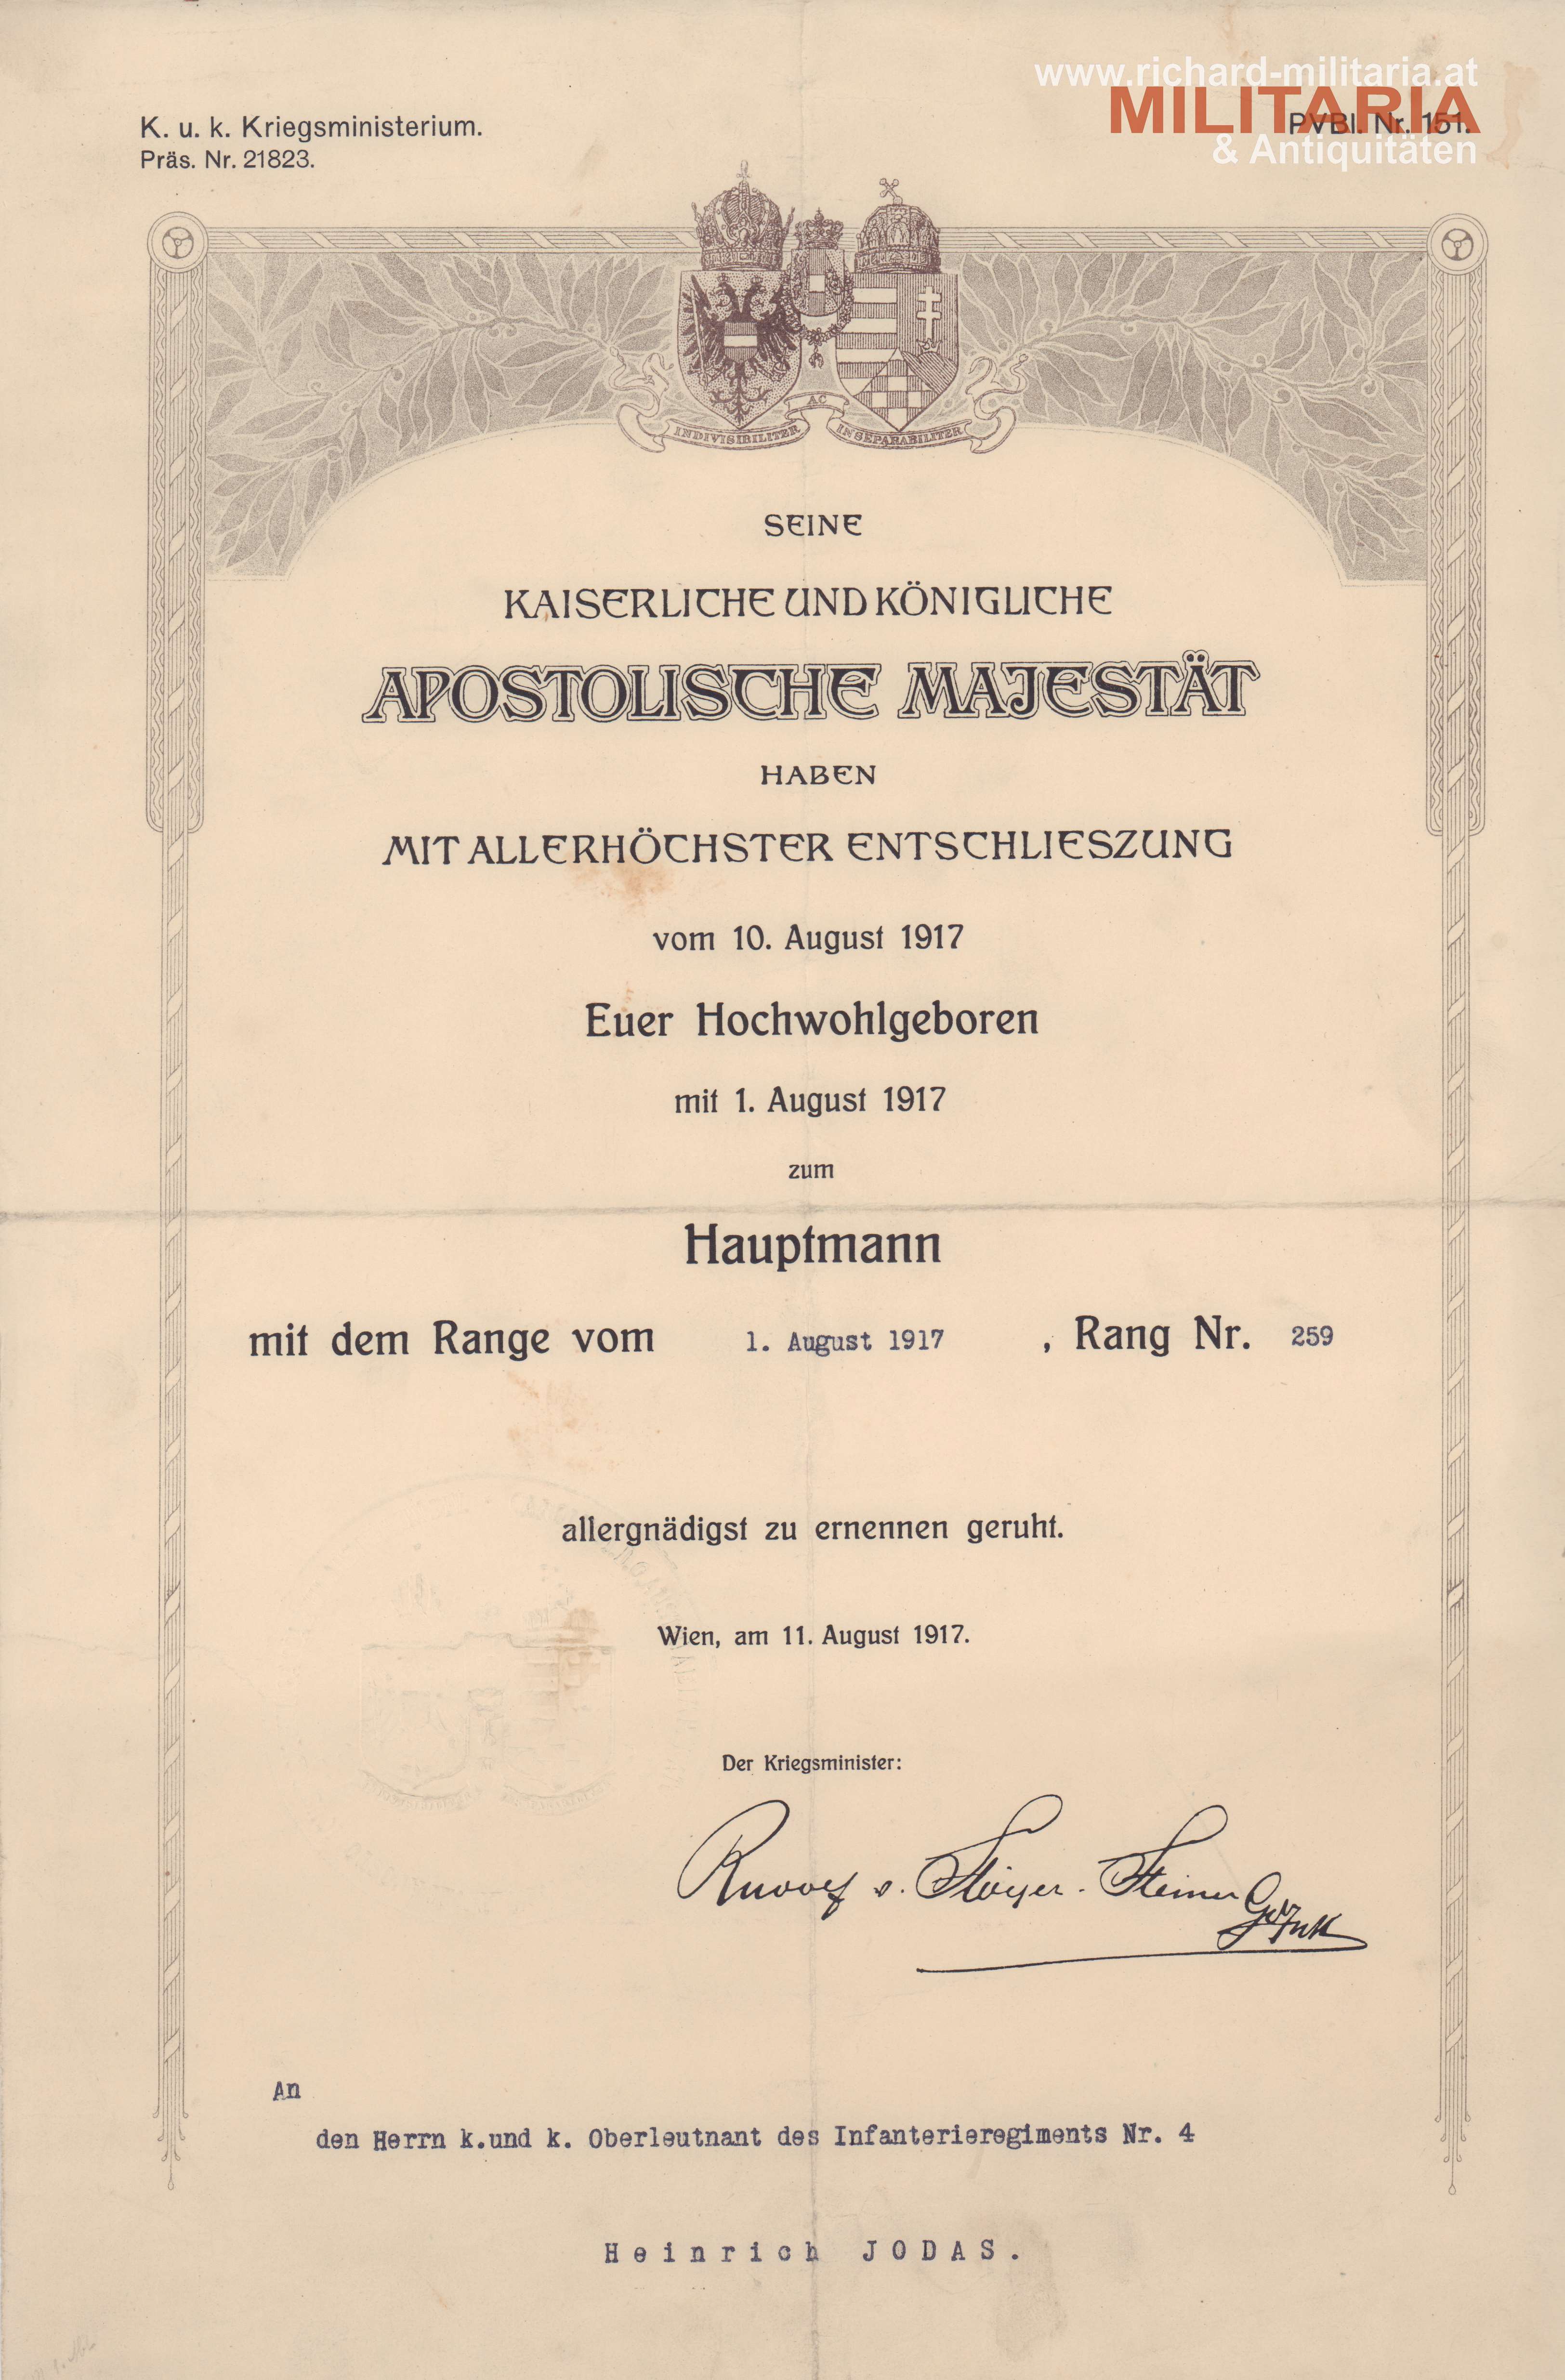 www.richard-militaria.at
MILITARIA
& Antiquitäten
K. u. k. Kriegsministerium.
PVBl. Nr. 151.
Präs. Nr. 21823.
INDIVISIBILITER AC INSEPARABILITER
SEINE
KAISERLICHE UND KÖNIGLICHE
APOSTOLISCHE MAJESTÄT
HABEN
MIT ALLERHÖCHSTER ENTSCHLIESZUNG
vom 10. August 1917
Euer Hochwohlgeboren
mit 1. August 1917
zum
Hauptmann
mit dem Range vom 1. August 1917, Rang Nr. 259
allergnädigst zu ernennen geruht.
Wien, am 11. August 1917.
Der Kriegsminister:
v. Stöger-Steiner
An
den Herrn k.und k. Oberleutnant des Infanterieregiments Nr. 4
Heinrich JODAS.